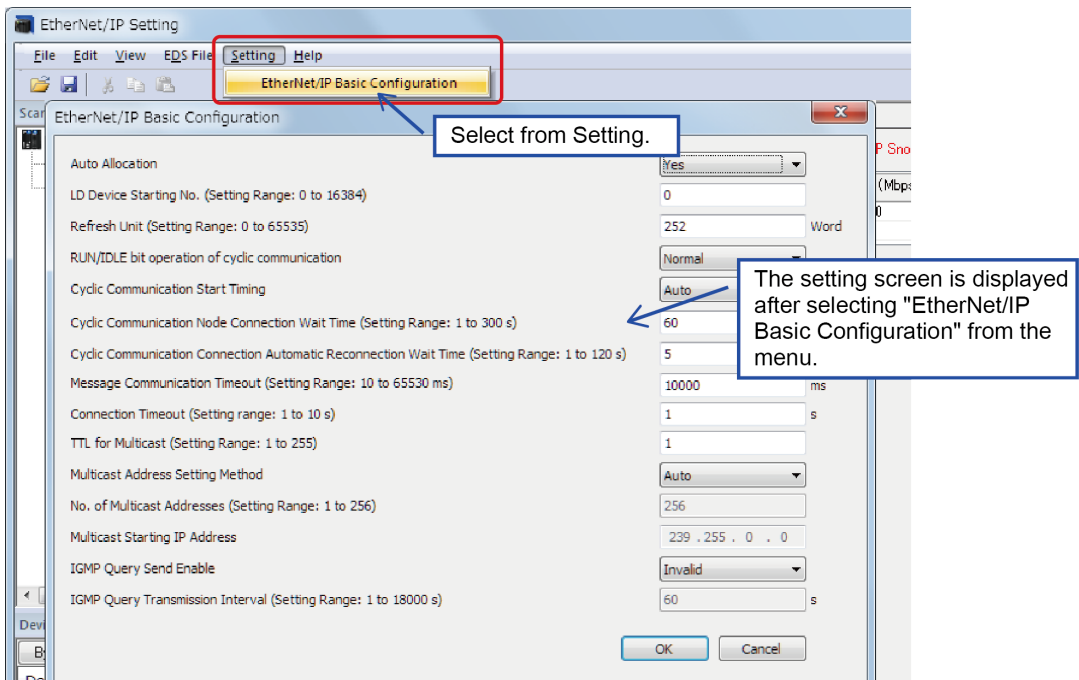 EtherNet/IP Setting
File Edit View EDS File Setting Help
EtherNet/IP Basic Configuration
Scan
EtherNet/IP Basic Configuration
Select from Setting.
Auto Allocation Yes
LD Device Starting No. (Setting Range: 0 to 16384) 0
(Mbps
Refresh Unit (Setting Range: 0 to 65535) 252 Word
RUN/IDLE bit operation of cyclic communication Normal
Cyclic Communication Start Timing Auto
The setting screen is displayed
after selecting "EtherNet/IP
Basic Configuration" from the
menu.
Cyclic Communication Node Connection Wait Time (Setting Range: 1 to 300 s) 60
Cyclic Communication Connection Automatic Reconnection Wait Time (Setting Range: 1 to 120 s) 5
Message Communication Timeout (Setting Range: 10 to 65530 ms) 10000 ms
Connection Timeout (Setting range: 1 to 10 s) 1 s
TTL for Multicast (Setting Range: 1 to 255) 1
Multicast Address Setting Method Auto
No. of Multicast Addresses (Setting Range: 1 to 256) 256
Multicast Starting IP Address 239 . 255 . 0 . 0
IGMP Query Send Enable Invalid
IGMP Query Transmission Interval (Setting Range: 1 to 18000 s) 60 s
Devi
OK Cancel